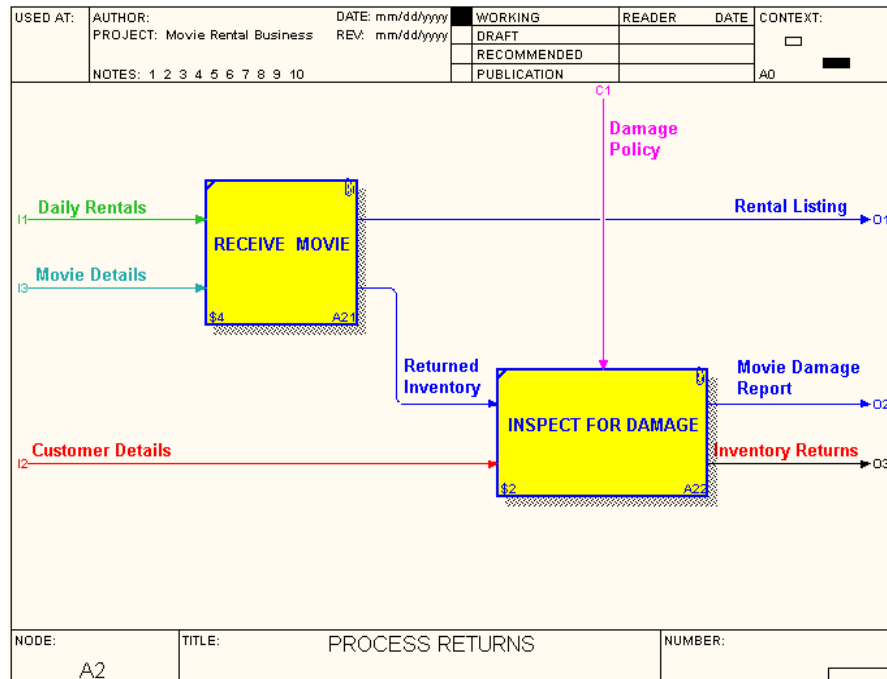 USED AT:
AUTHOR:
DATE: mm/dd/yyyy
WORKING
READER
DATE
CONTEXT:
PROJECT: Movie Rental Business
REV: mm/dd/yyyy
DRAFT
RECOMMENDED
NOTES: 1 2 3 4 5 6 7 8 9 10
PUBLICATION
A0
C1
Damage
Policy
I1
Daily Rentals
Rental Listing
O1
RECEIVE MOVIE
I3
Movie Details
$4
A21
Returned
Inventory
Movie Damage
Report
O2
INSPECT FOR DAMAGE
I2
Customer Details
Inventory Returns
O3
$2
A22
NODE:
TITLE:
PROCESS RETURNS
NUMBER:
A2